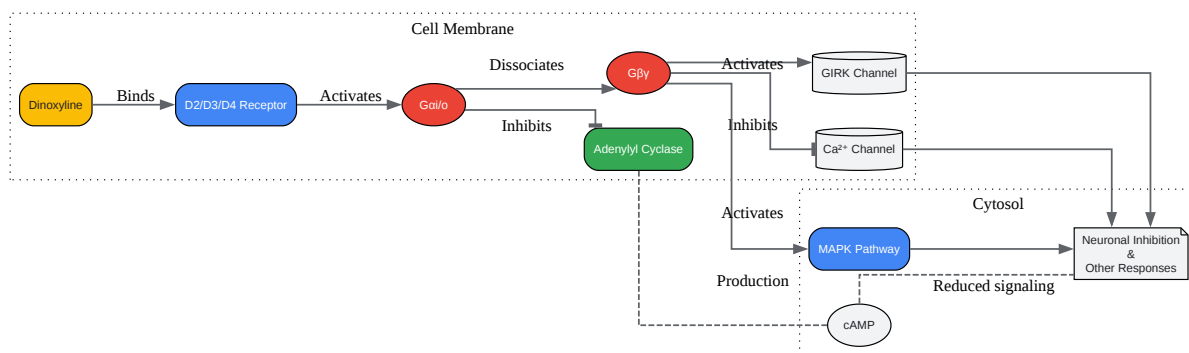 Cell Membrane
Dissociates
Gβγ
Activates
GIRK Channel
Dinoxyline
Binds
D2/D3/D4 Receptor
Activates
Gαi/o
Inhibits
Inhibits
Adenylyl Cyclase
Ca²⁺ Channel
Cytosol
Activates
MAPK Pathway
Neuronal Inhibition
&
Other Responses
Production
Reduced signaling
cAMP